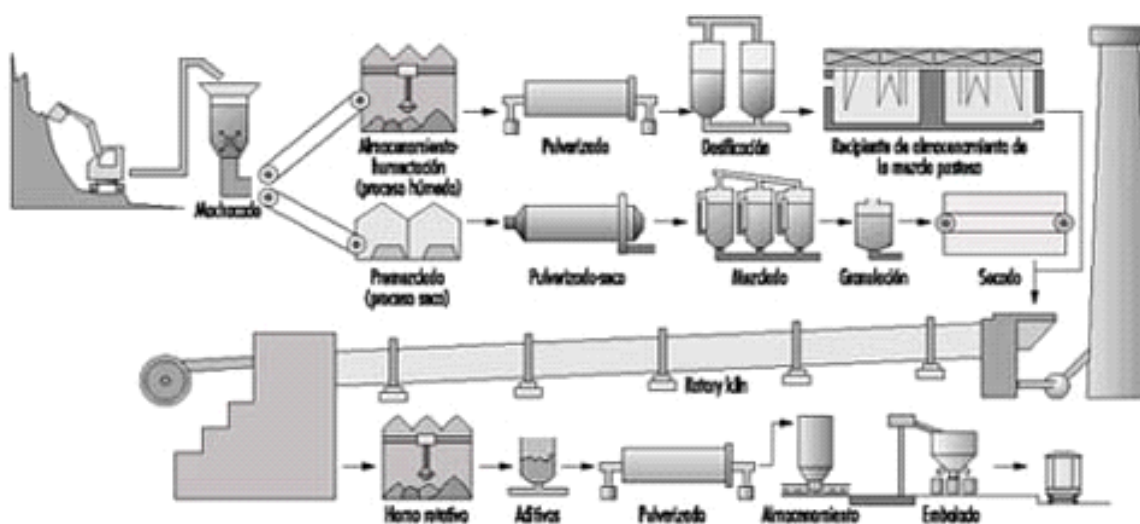 Almacenamiento-
humectación
(proceso húmedo)
Pulverizado
Dosificación
Recipiente de almacenamiento de
la mezcla pastosa
Machacado
Premezclado
(proceso seco)
Pulverizado-seco
Mezclado
Granulación
Secado
Rotary kiln
Horno rotativo
Aditivos
Pulverizado
Almacenamiento
Embalado